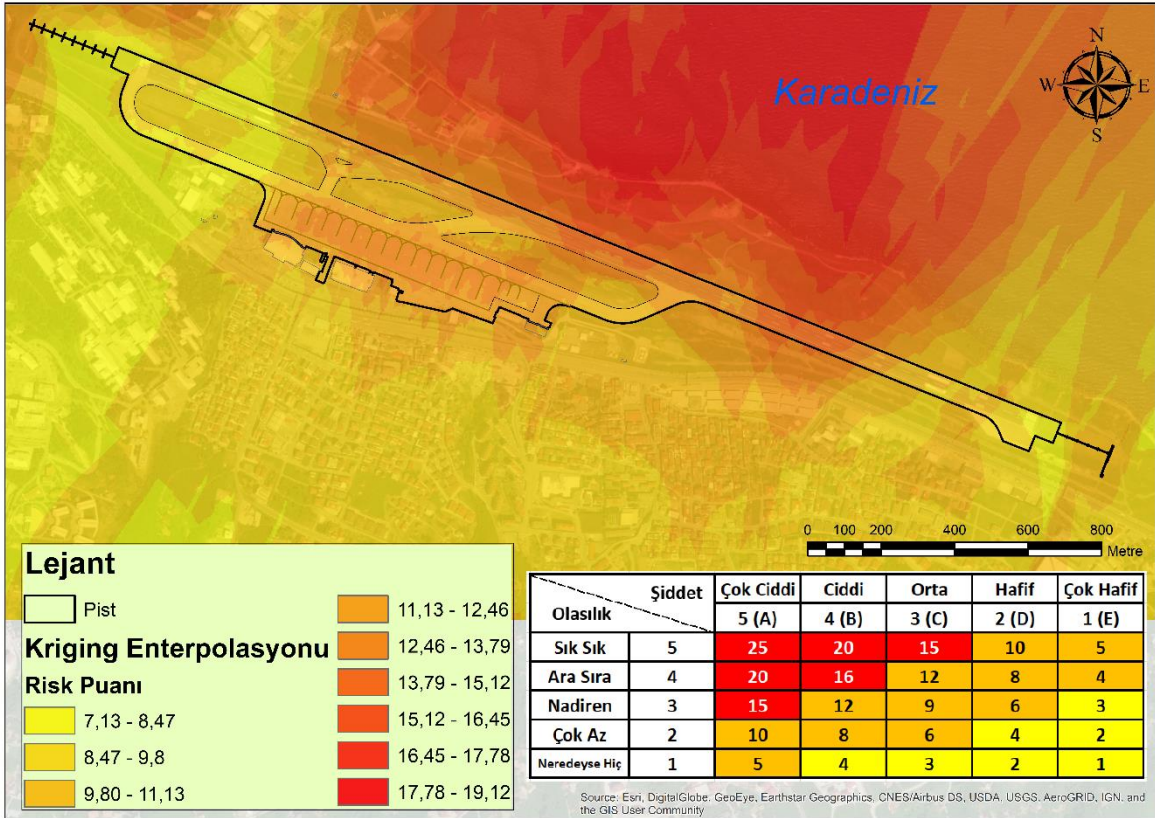 Karadeniz
N
W
E
S
0 100 200 400 600 800
Metre
Lejant
Pist
Kriging Enterpolasyonu
Risk Puanı
7,13 - 8,47
8,47 - 9,8
9,80 - 11,13
11,13 - 12,46
12,46 - 13,79
13,79 - 15,12
15,12 - 16,45
16,45 - 17,78
17,78 - 19,12
Şiddet Çok Ciddi Ciddi Orta Hafif Çok Hafif
Olasılık 5 (A) 4 (B) 3 (C) 2 (D) 1 (E)
Sık Sık 5 25 20 15 10 5
Ara Sıra 4 20 16 12 8 4
Nadiren 3 15 12 9 6 3
Çok Az 2 10 8 6 4 2
Neredeyse Hiç 1 5 4 3 2 1
Source: Esri, DigitalGlobe, GeoEye, Earthstar Geographics, CNES/Airbus DS, USDA, USGS, AeroGRID, IGN, and
the GIS User Community